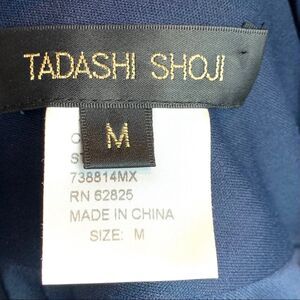 TADASHI SHOJI
M
738814MX
RN 62825
MADE IN CHINA
SIZE: M